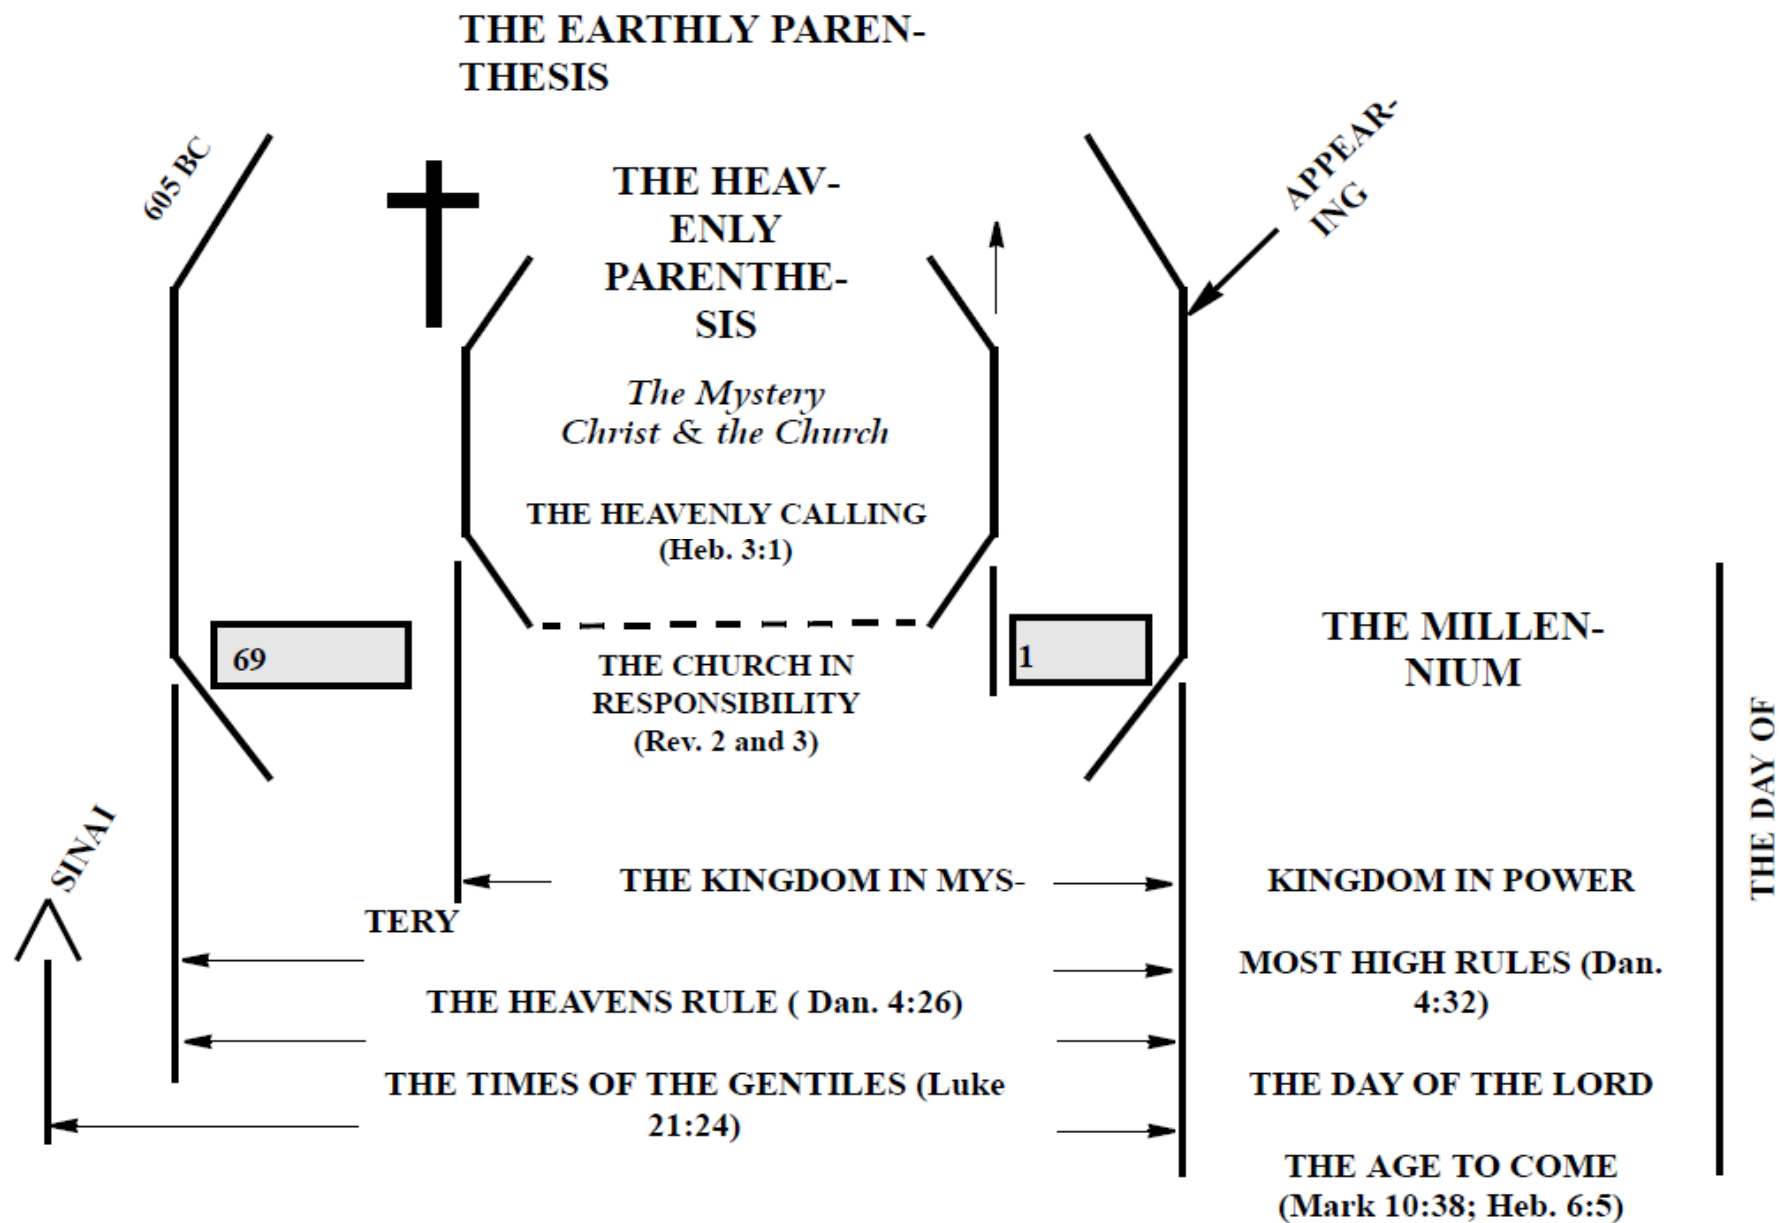 THE EARTHLY PAREN-
THESIS
605 BC
APPEAR-
ING
THE HEAV-
ENLY
PARENTHE-
SIS
The Mystery
Christ & the Church
THE HEAVENLY CALLING
(Heb. 3:1)
69
1
THE CHURCH IN
RESPONSIBILITY
(Rev. 2 and 3)
THE MILLEN-
NIUM
THE DAY OF
SINAI
THE KINGDOM IN MYS-
TERY
KINGDOM IN POWER
THE HEAVENS RULE ( Dan. 4:26)
MOST HIGH RULES (Dan.
4:32)
THE TIMES OF THE GENTILES (Luke
21:24)
THE DAY OF THE LORD
THE AGE TO COME
(Mark 10:38; Heb. 6:5)